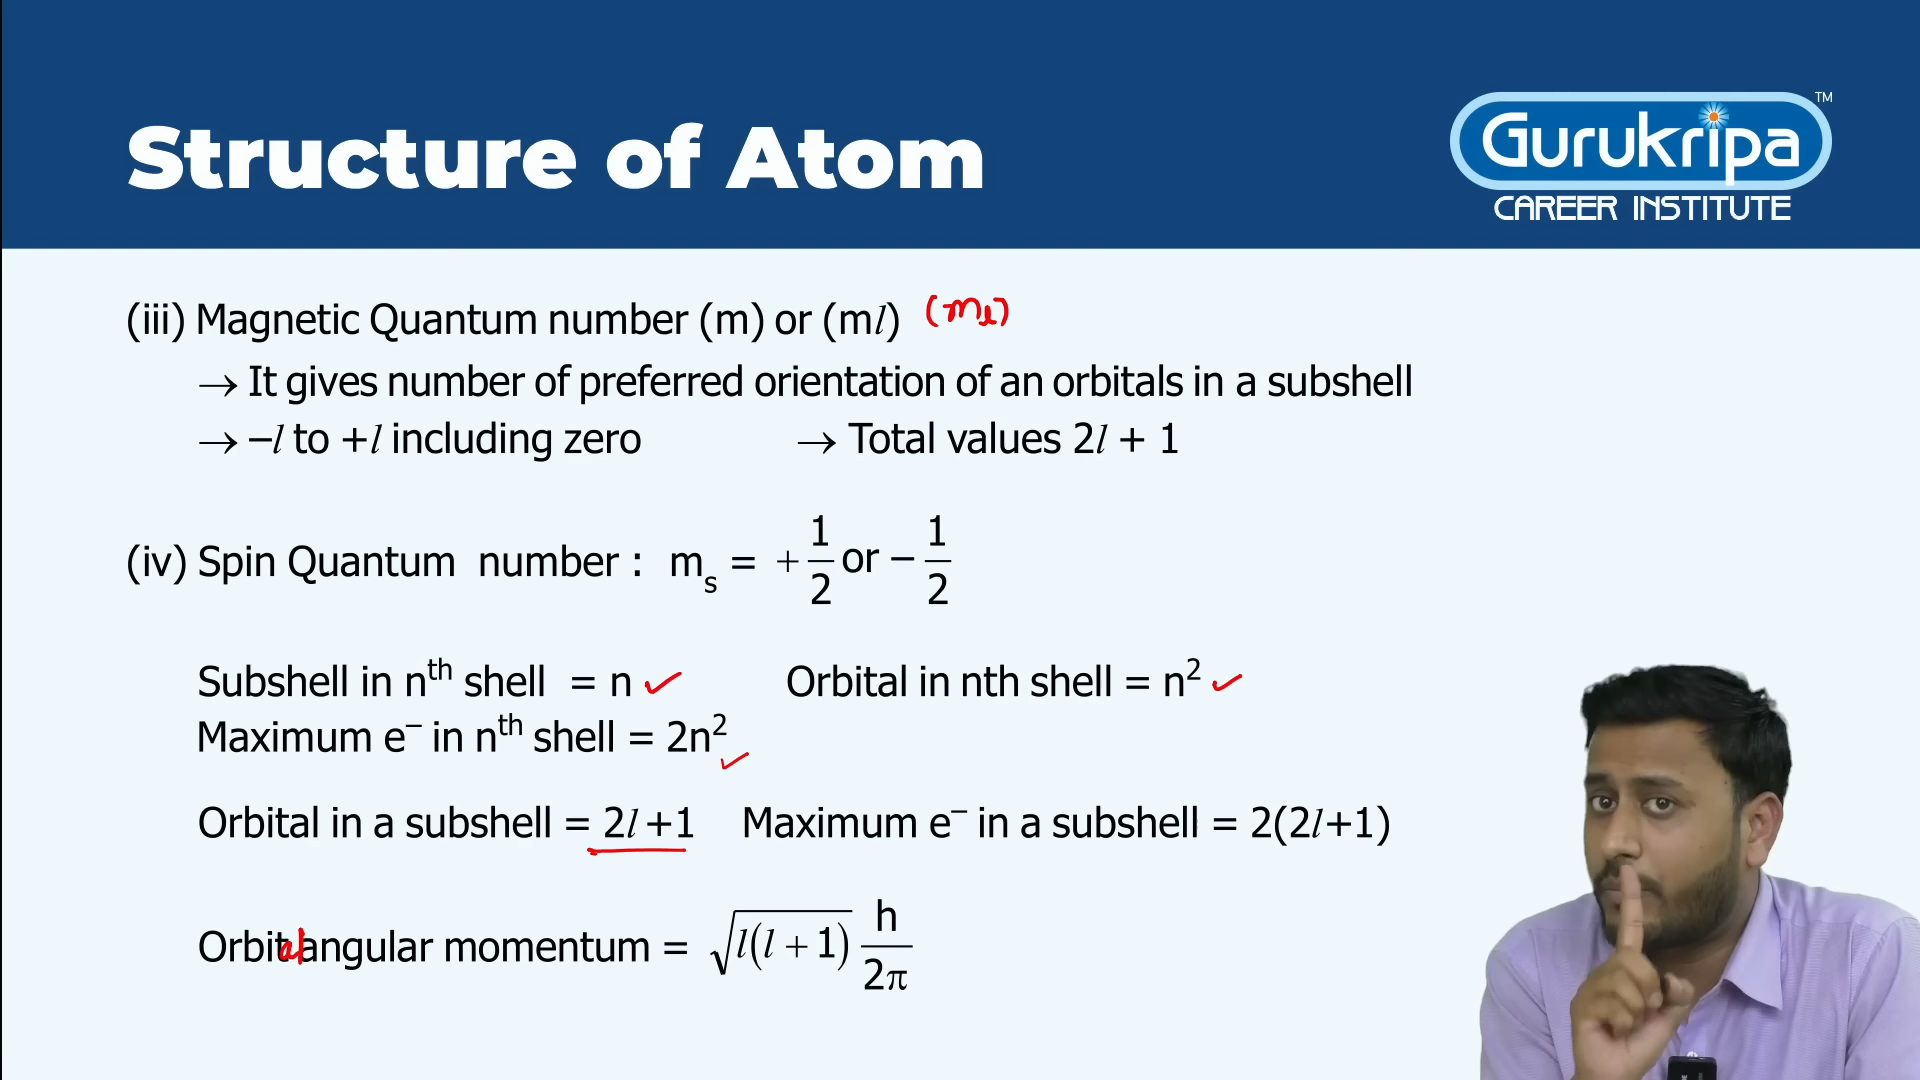 Structure of Atom
Gurukripa TM
CAREER INSTITUTE
(iii) Magnetic Quantum number (m) or (ml) (ml)
→ It gives number of preferred orientation of an orbitals in a subshell
→ –l to +l including zero → Total values 2l + 1
(iv) Spin Quantum number : mₛ = +1/2 or –1/2
Subshell in nᵗʰ shell = n ✓ Orbital in nth shell = n² ✓
Maximum e⁻ in nᵗʰ shell = 2n² ✓
Orbital in a subshell = 2l+1 Maximum e⁻ in a subshell = 2(2l+1)
Orbital angular momentum = √l(l + 1) h/2π